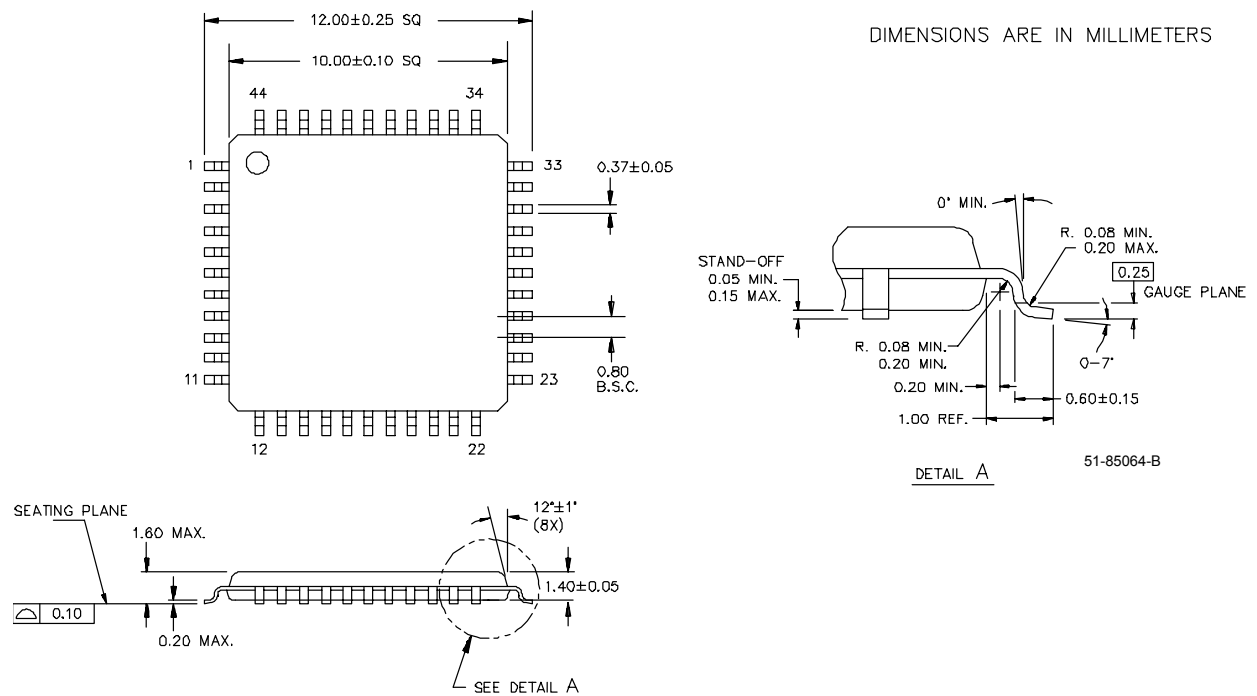 12.00±0.25 SQ
DIMENSIONS ARE IN MILLIMETERS
10.00±0.10 SQ
44
34
1
33
0.37±0.05
11
23
0.80
B.S.C.
12
22
0° MIN.
R. 0.08 MIN.
0.20 MAX.
STAND-OFF
0.05 MIN.
0.15 MAX.
0.25
GAUGE PLANE
R. 0.08 MIN.
0.20 MIN.
0-7°
0.20 MIN.
0.60±0.15
1.00 REF.
DETAIL A
51-85064-B
SEATING PLANE
1.60 MAX.
12°±1°
(8X)
1.40±0.05
0.10
0.20 MAX.
SEE DETAIL A